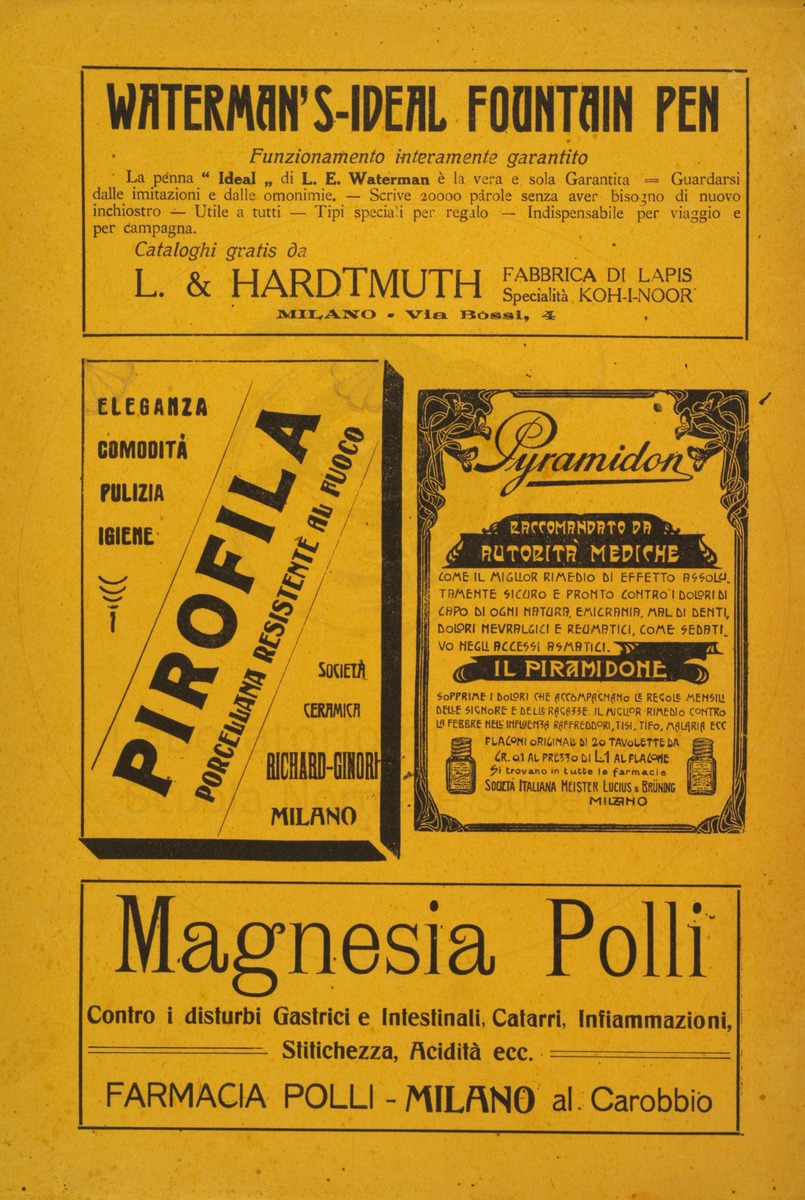 WATERMAN'S-IDEAL FOUNTAIN PEN
Funzionamento interamente garantito
La penna “ Ideal „ di L. E. Waterman è la vera e sola Garantita = Guardarsi
dalle imitazioni e dalle omonimie. — Scrive 20000 parole senza aver bisogno di nuovo
inchiostro — Utile a tutti — Tipi speciali per regalo — Indispensabile per viaggio e
per campagna.
Cataloghi gratis da
L. & HARDTMUTH
FABBRICA DI LAPIS
Specialità KOH-I-NOOR
MILANO - Via Bossi, 4
ELEGANZA
COMODITÀ
PULIZIA
IGIENE
PIROFILA
PORCELLANA RESISTENTE AL FUOCO
SOCIETÀ
CERAMICA
RICHARD-GINORI
MILANO
Pyramidon
RACCOMANDATO DA
AUTORITÀ MEDICHE
COME IL MIGLIOR RIMEDIO DI EFFETTO ASSOLU-
TAMENTE SICURO E PRONTO CONTRO I DOLORI DI
CAPO DI OGNI NATURA, EMICRANIA, MAL DI DENTI,
DOLORI NEVRALGICI E REUMATICI, COME SEDATI-
VO NEGLI ACCESSI ASMATICI.
IL PIRAMIDONE
SOPPRIME I DOLORI CHE ACCOMPAGNANO LE REGOLE MENSILI
DELLE SIGNORE E DELLE RAGAZZE. IL MIGLIOR RIMEDIO CONTRO
LA FEBBRE NELL'INFLUENZA RAFFREDDORI, TISI, TIFO, MALARIA ECC
FLACONI ORIGINALI DI 20 TAVOLETTE DA
GR. 0.1 AL PREZZO DI L.1 AL FLACONE
Si trovano in tutte le farmacie
SOCIETÀ ITALIANA MEISTER LUCIUS & BRÜNING
MILANO
Magnesia Polli
Contro i disturbi Gastrici e Intestinali, Catarri, Infiammazioni,
Stitichezza, Acidità ecc.
FARMACIA POLLI - MILANO al Carobbio